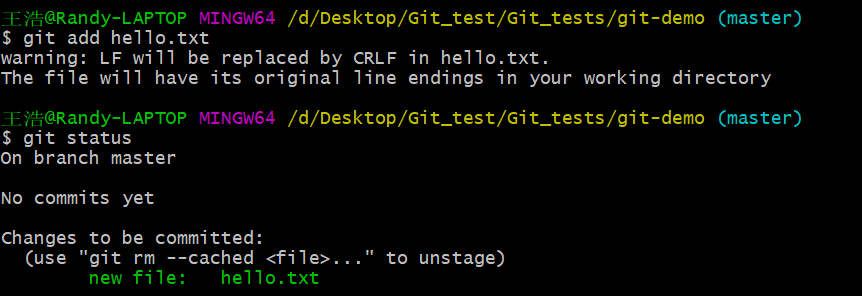 王浩@Randy-LAPTOP MINGW64 /d/Desktop/Git_test/Git_tests/git-demo (master)
$ git add hello.txt
warning: LF will be replaced by CRLF in hello.txt.
The file will have its original line endings in your working directory
王浩@Randy-LAPTOP MINGW64 /d/Desktop/Git_test/Git_tests/git-demo (master)
$ git status
On branch master
No commits yet
Changes to be committed:
  (use "git rm --cached <file>..." to unstage)
        new file:   hello.txt